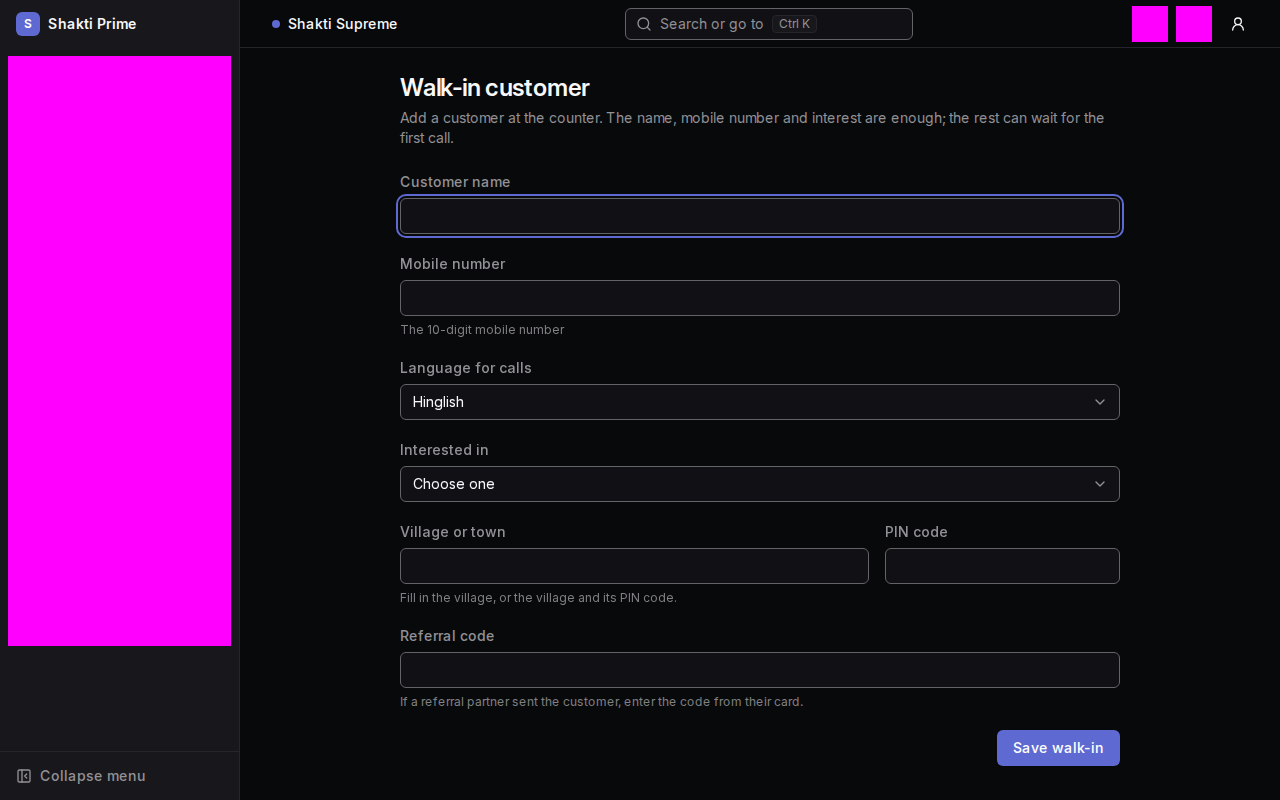 S Shakti Prime
Shakti Supreme
Search or go to Ctrl K
Walk-in customer
Add a customer at the counter. The name, mobile number and interest are enough; the rest can wait for the
first call.
Customer name
Mobile number
The 10-digit mobile number
Language for calls
Hinglish
Interested in
Choose one
Village or town PIN code
Fill in the village, or the village and its PIN code.
Referral code
If a referral partner sent the customer, enter the code from their card.
Save walk-in
Collapse menu